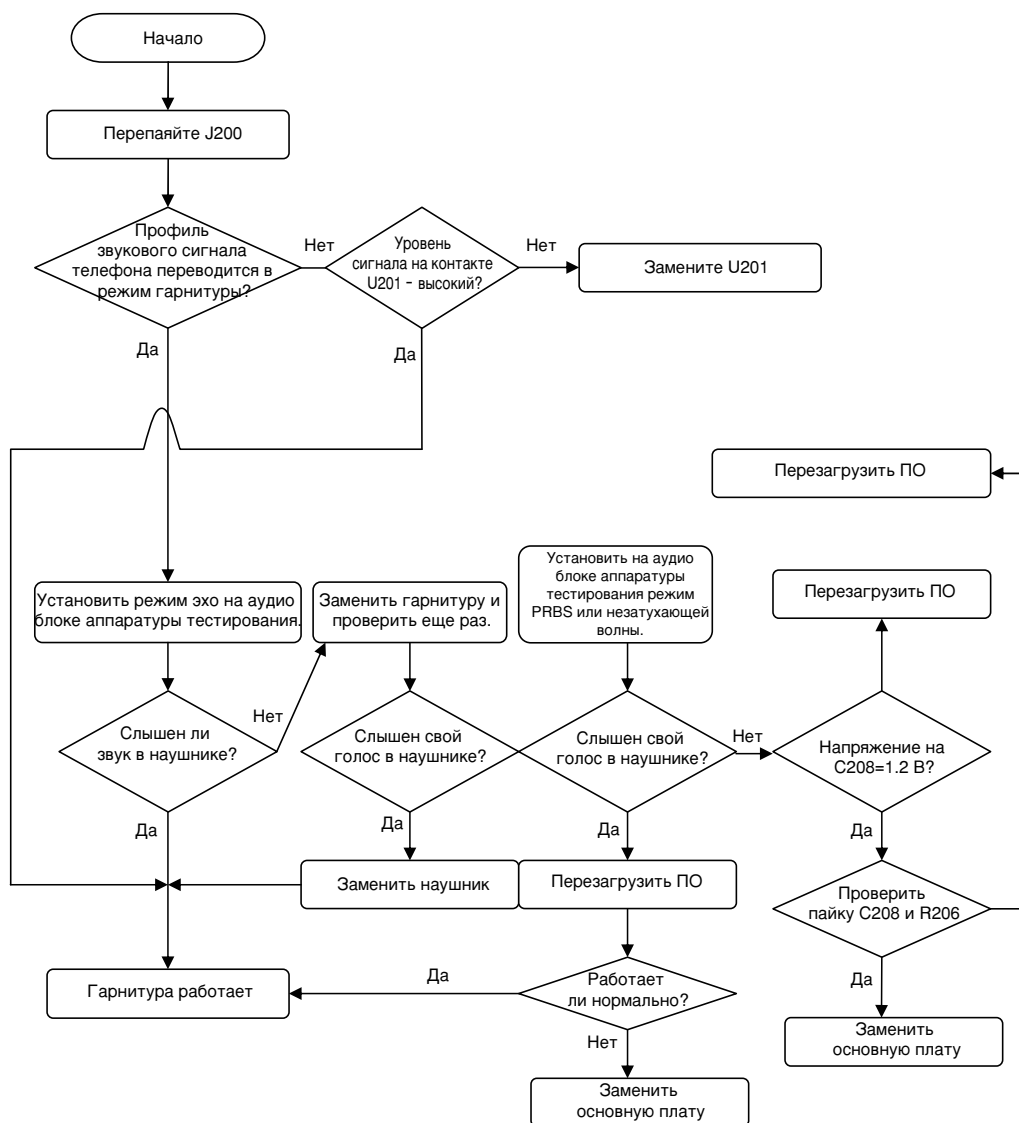 Начало
Перепаяйте J200
Профиль
звукового сигнала
телефона переводится в
режим гарнитуры?
Нет
Уровень
сигнала на контакте
U201 - высокий?
Нет
Замените U201
Да
Да
Перезагрузить ПО
Установить режим эхо на аудио
блоке аппаратуры тестирования.
Заменить гарнитуру и
проверить еще раз.
Установить на аудио
блоке аппаратуры
тестирования режим
PRBS или незатухающей
волны.
Перезагрузить ПО
Слышен ли
звук в наушнике?
Нет
Слышен свой
голос в наушнике?
Слышен свой
голос в наушнике?
Нет
Напряжение на
C208=1.2 В?
Да
Да
Да
Да
Заменить наушник
Перезагрузить ПО
Проверить
пайку C208 и R206
Гарнитура работает
Да
Работает
ли нормально?
Да
Нет
Заменить
основную плату
Заменить
основную плату